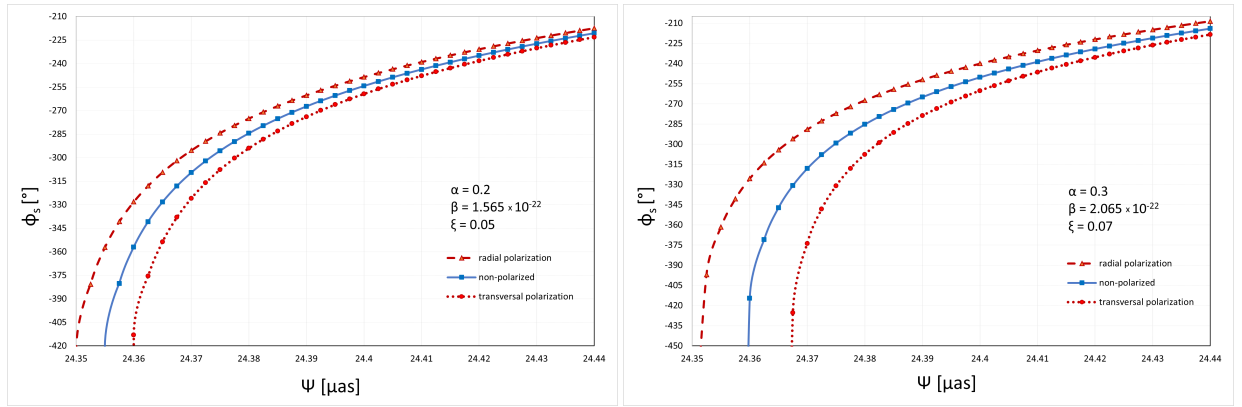 -210
-225
-240
-255
-270
-285
-300
-315
-330
-345
-360
-375
-390
-405
-420
ϕs [°]
α = 0.2
β = 1.565 x 10-22
ξ = 0.05
radial polarization
non-polarized
transversal polarization
24.35 24.36 24.37 24.38 24.39 24.4 24.41 24.42 24.43 24.44
Ψ [μas]
-210
-225
-240
-255
-270
-285
-300
-315
-330
-345
-360
-375
-390
-405
-420
-435
-450
ϕs [°]
α = 0.3
β = 2.065 x 10-22
ξ = 0.07
radial polarization
non-polarized
transversal polarization
24.35 24.36 24.37 24.38 24.39 24.4 24.41 24.42 24.43 24.44
Ψ [μas]